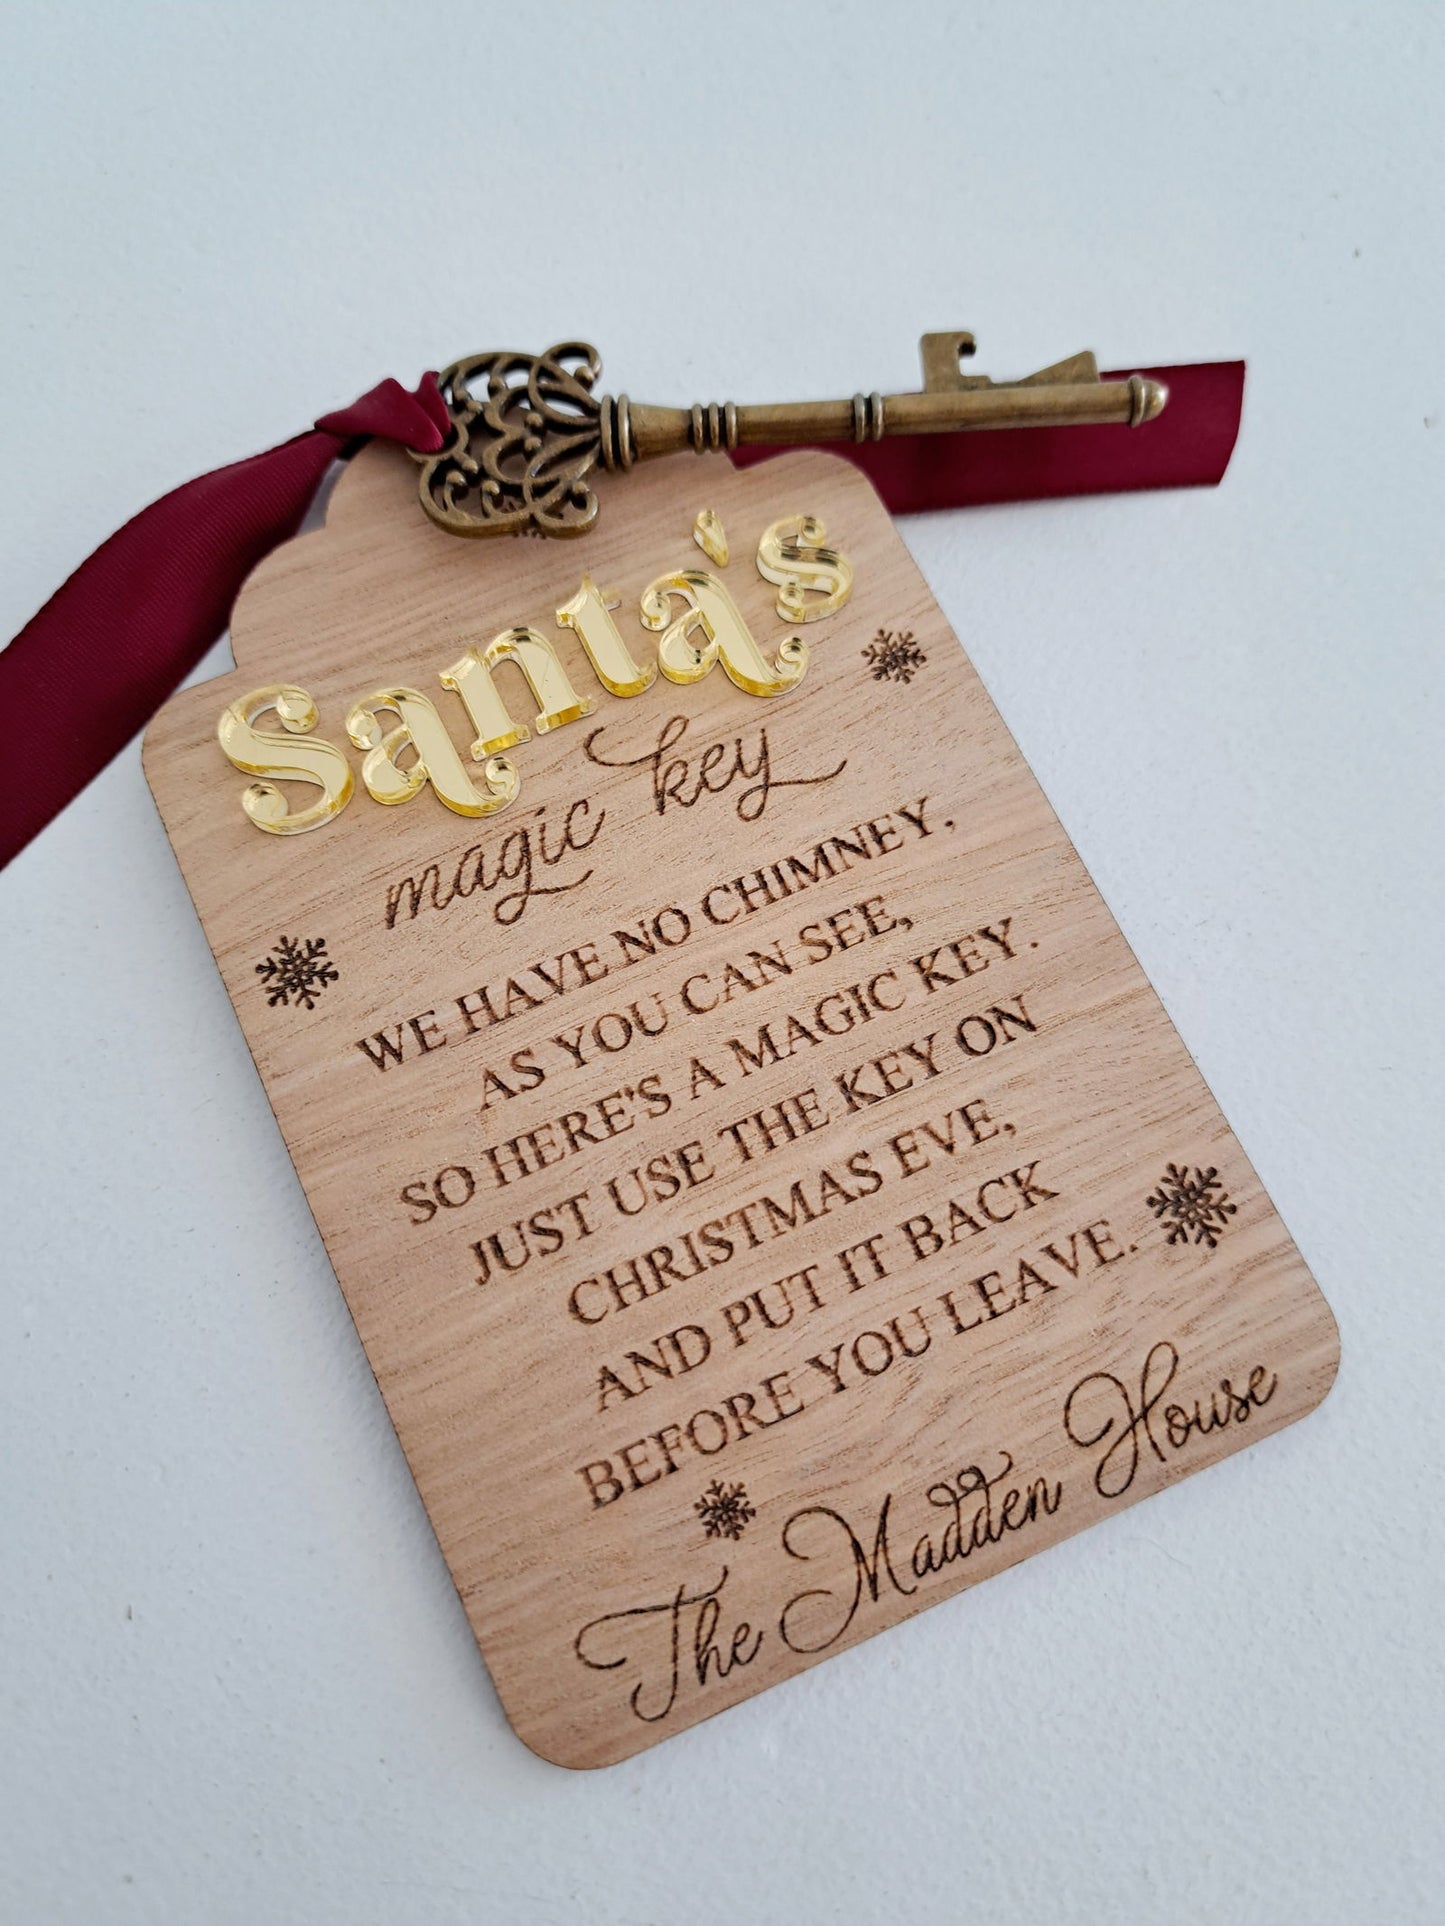 Santa's
magic key
WE HAVE NO CHIMNEY,
AS YOU CAN SEE,
SO HERE'S A MAGIC KEY.
JUST USE THE KEY ON
CHRISTMAS EVE,
AND PUT IT BACK
BEFORE YOU LEAVE.
The Madden House